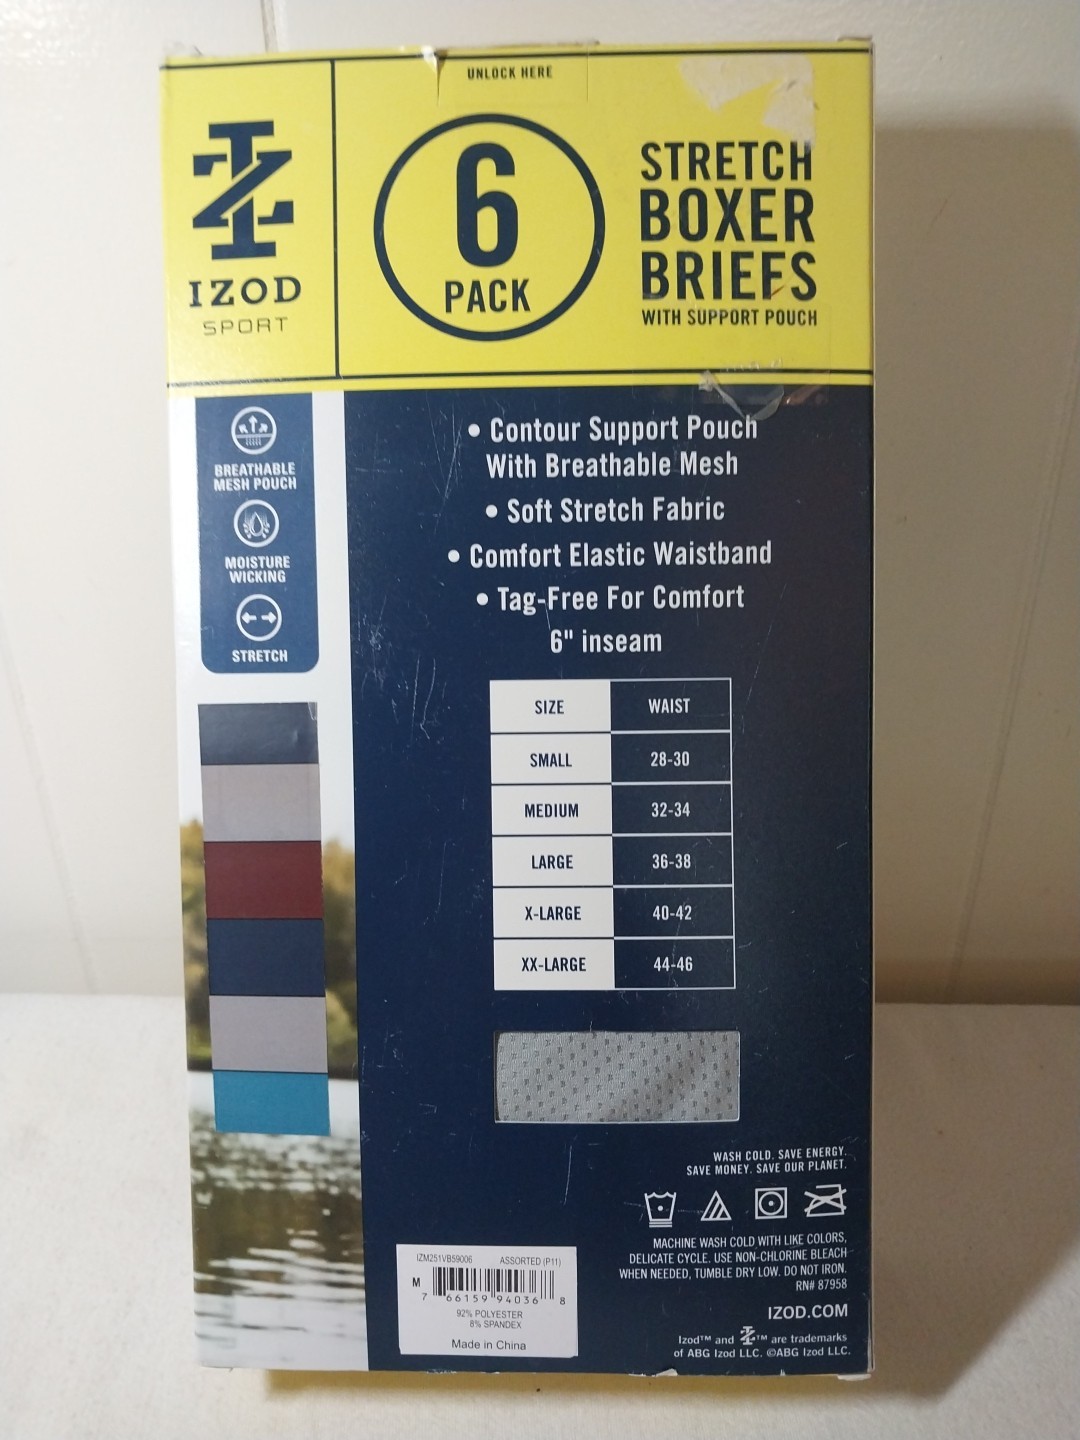 UNLOCK HERE
IZOD
SPORT
6
PACK
STRETCH
BOXER
BRIEFS
WITH SUPPORT POUCH
BREATHABLE
MESH POUCH
MOISTURE
WICKING
STRETCH
• Contour Support Pouch
With Breathable Mesh
• Soft Stretch Fabric
• Comfort Elastic Waistband
• Tag-Free For Comfort
6" inseam
SIZE WAIST
SMALL 28-30
MEDIUM 32-34
LARGE 36-38
X-LARGE 40-42
XX-LARGE 44-46
WASH COLD. SAVE ENERGY.
SAVE MONEY. SAVE OUR PLANET.
MACHINE WASH COLD WITH LIKE COLORS,
DELICATE CYCLE. USE NON-CHLORINE BLEACH
WHEN NEEDED, TUMBLE DRY LOW. DO NOT IRON.
RN# 87958
IZOD.COM
Izod™ and ™ are trademarks
of ABG Izod LLC. ©ABG Izod LLC.
IZM251VB59006 ASSORTED (P11)
M
7 66159 94036 8
92% POLYESTER
8% SPANDEX
Made in China